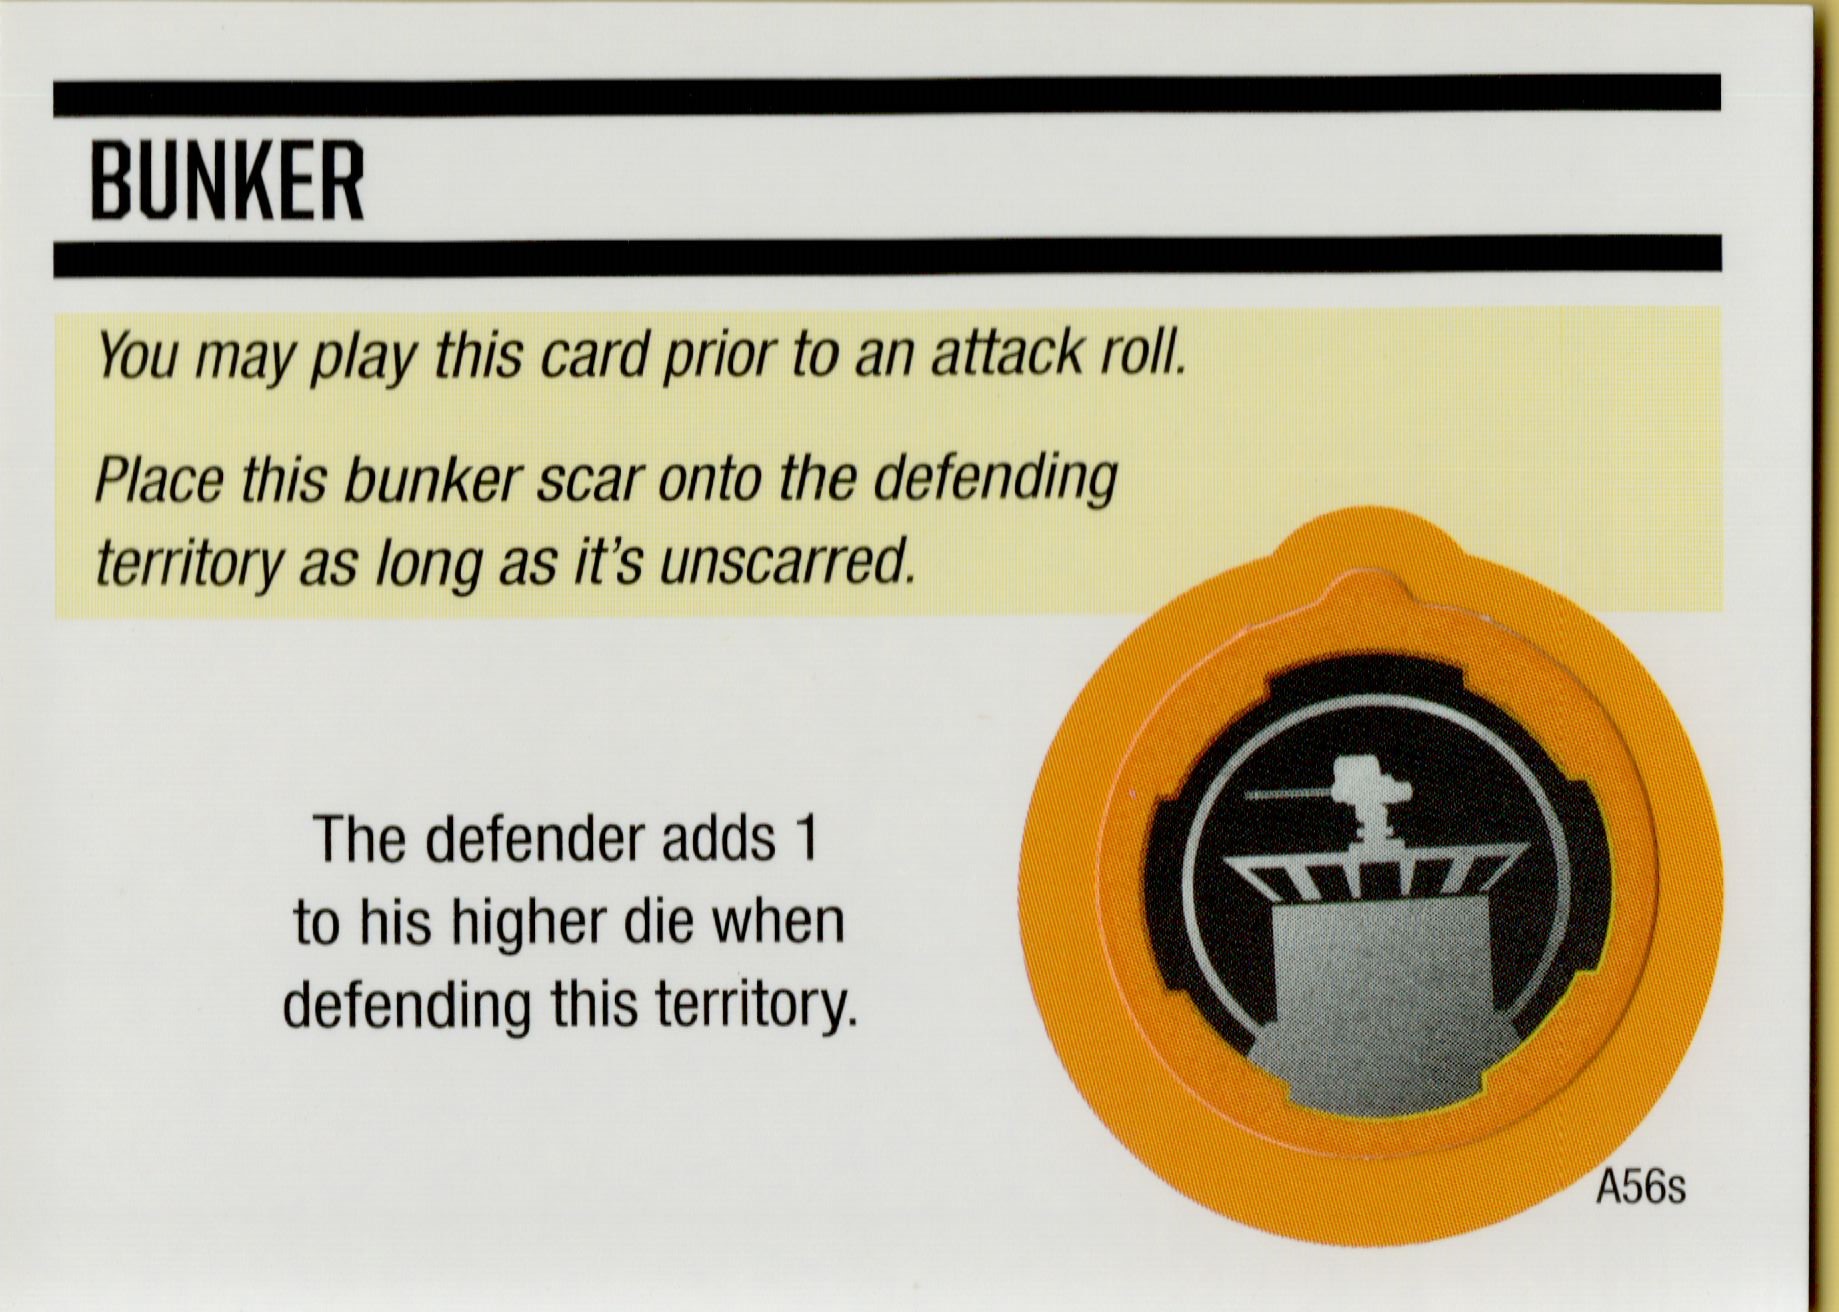 BUNKER
You may play this card prior to an attack roll.
Place this bunker scar onto the defending
territory as long as it's unscarred.
The defender adds 1
to his higher die when
defending this territory.
A56s